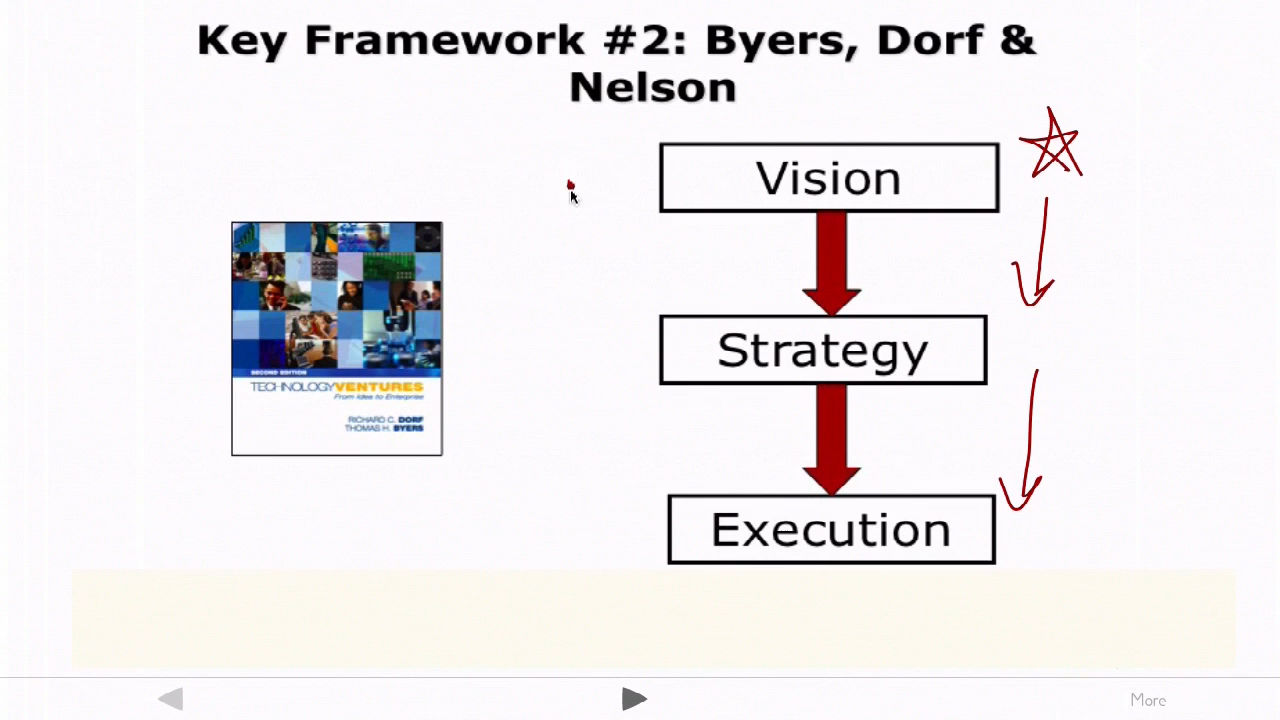 Key Framework #2: Byers, Dorf &
Nelson
Vision
Strategy
Execution
SECOND EDITION
TECHNOLOGYVENTURES
From Idea to Enterprise
RICHARD C. DORF
THOMAS H. BYERS
More